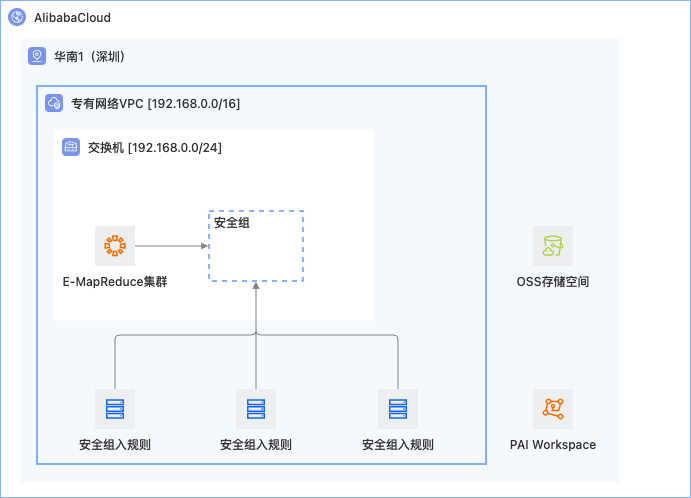 AlibabaCloud
华南1（深圳）
专有网络VPC [192.168.0.0/16]
交换机 [192.168.0.0/24]
安全组
E-MapReduce集群
OSS存储空间
安全组入规则
安全组入规则
安全组入规则
PAI Workspace